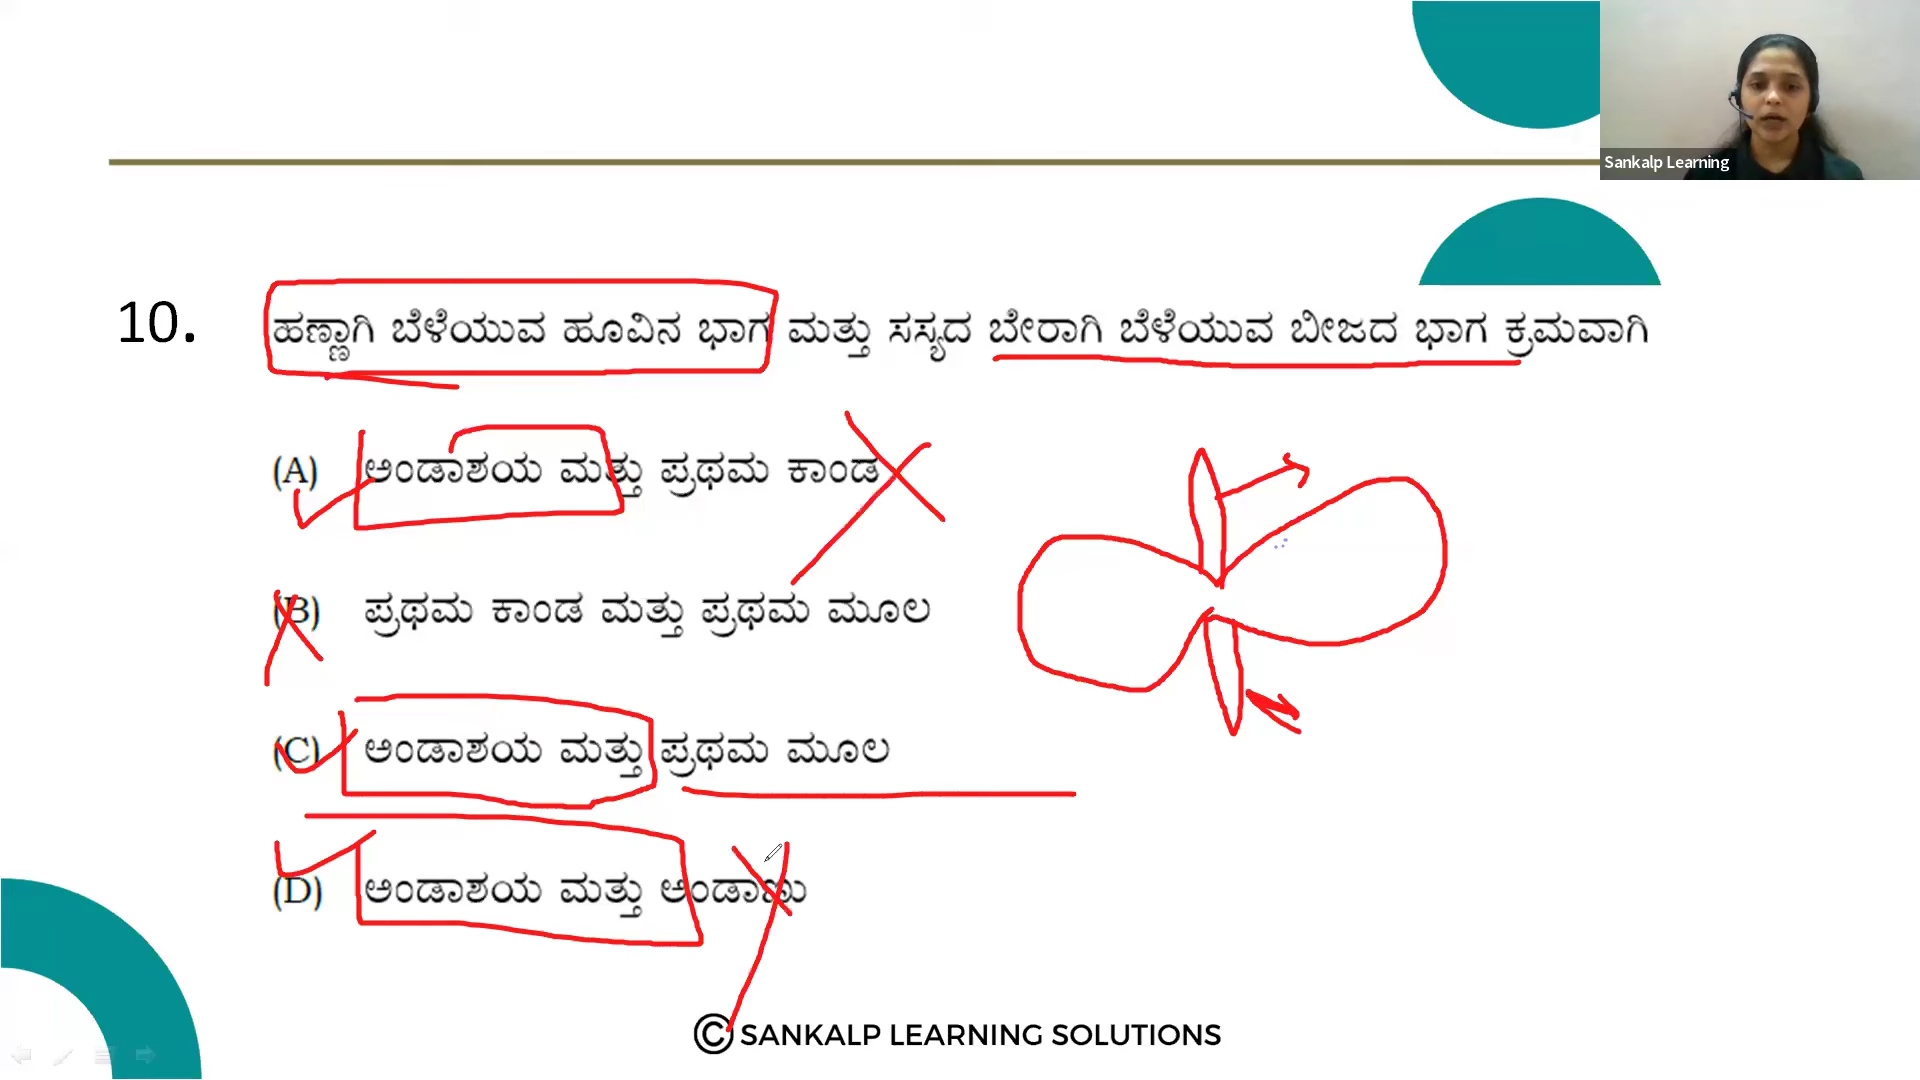 Sankalp Learning
10. ಹಣ್ಣಾಗಿ ಬೆಳೆಯುವ ಹೂವಿನ ಭಾಗ ಮತ್ತು ಸಸ್ಯದ ಬೇರಾಗಿ ಬೆಳೆಯುವ ಬೀಜದ ಭಾಗ ಕ್ರಮವಾಗಿ
(A) ಅಂಡಾಶಯ ಮತ್ತು ಪ್ರಥಮ ಕಾಂಡ
(B) ಪ್ರಥಮ ಕಾಂಡ ಮತ್ತು ಪ್ರಥಮ ಮೂಲ
(C) ಅಂಡಾಶಯ ಮತ್ತು ಪ್ರಥಮ ಮೂಲ
(D) ಅಂಡಾಶಯ ಮತ್ತು ಅಂಡಾಣು
© SANKALP LEARNING SOLUTIONS